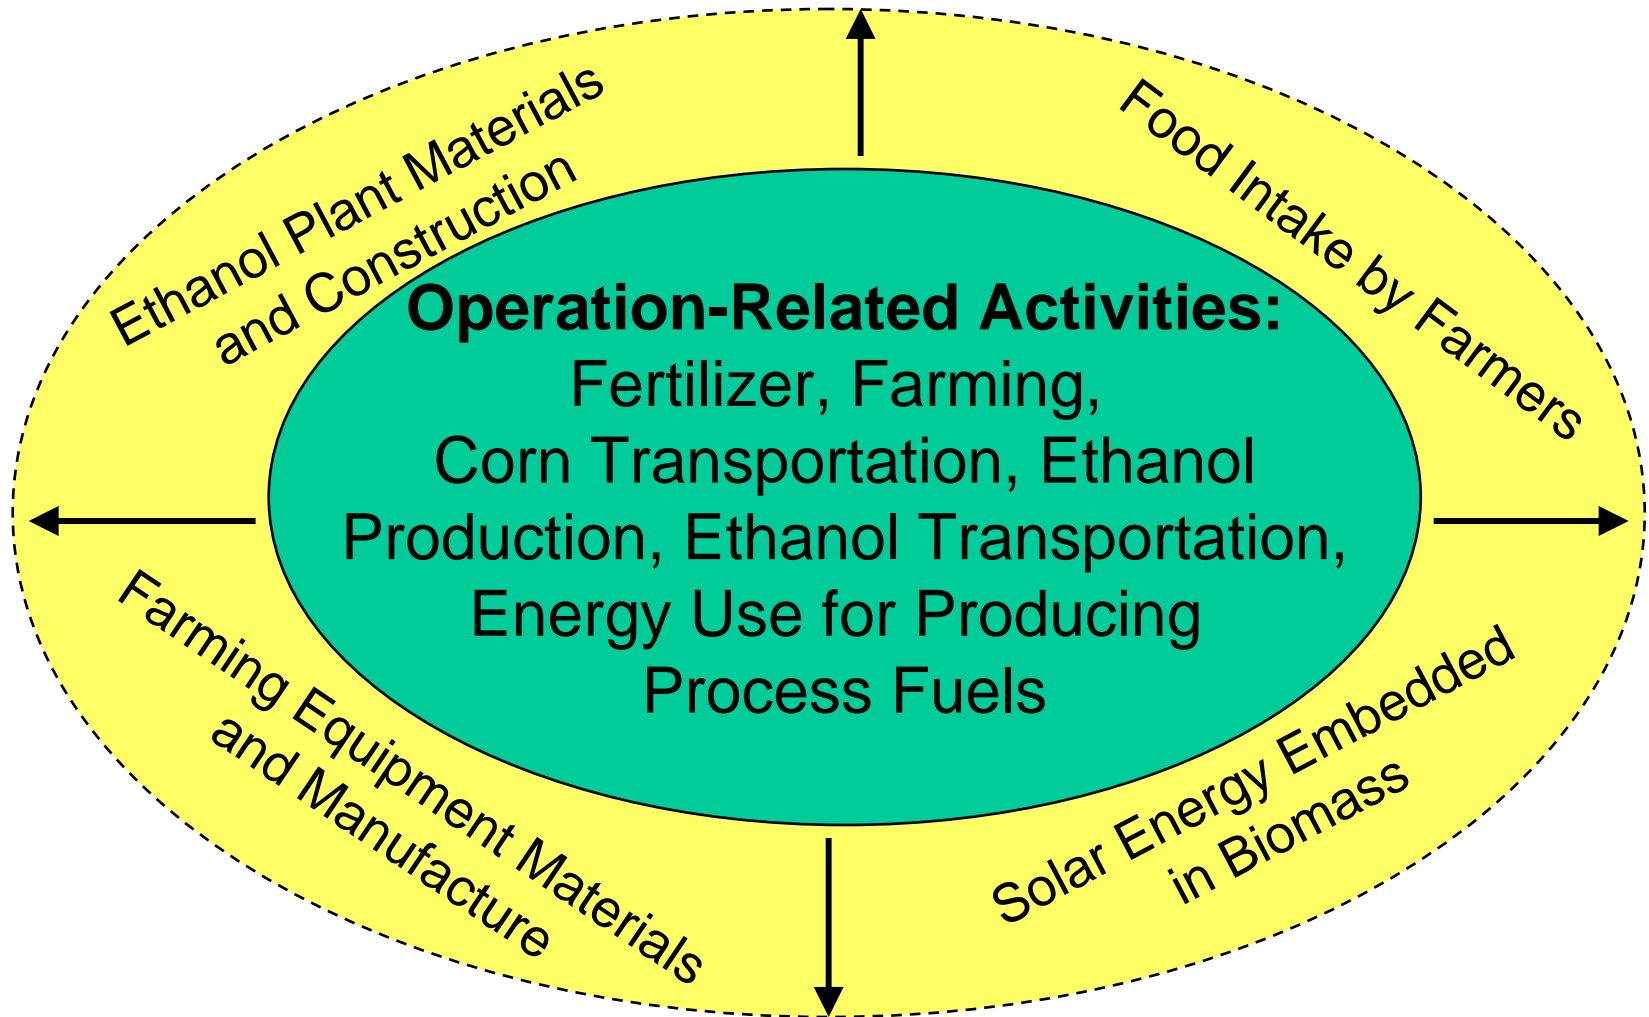 Ethanol Plant Materials
and Construction
Food Intake by Farmers
Operation-Related Activities:
Fertilizer, Farming,
Corn Transportation, Ethanol
Production, Ethanol Transportation,
Energy Use for Producing
Process Fuels
Farming Equipment Materials
and Manufacture
Solar Energy Embedded
in Biomass